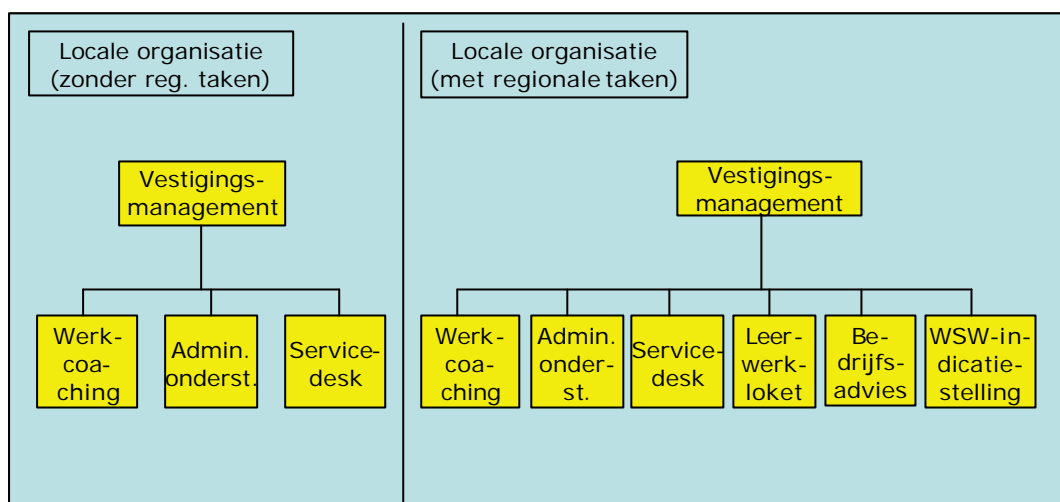 Locale organisatie
(zonder reg. taken)
Vestigings-
management
Werk-
coa-
ching
Admin.
onderst.
Service-
desk
Locale organisatie
(met regionale taken)
Vestigings-
management
Werk-
coa-
ching
Admin.
onder-
st.
Service-
desk
Leer-
werk-
loket
Be-
drijfs-
advies
WSW-in-
dicatie-
stelling